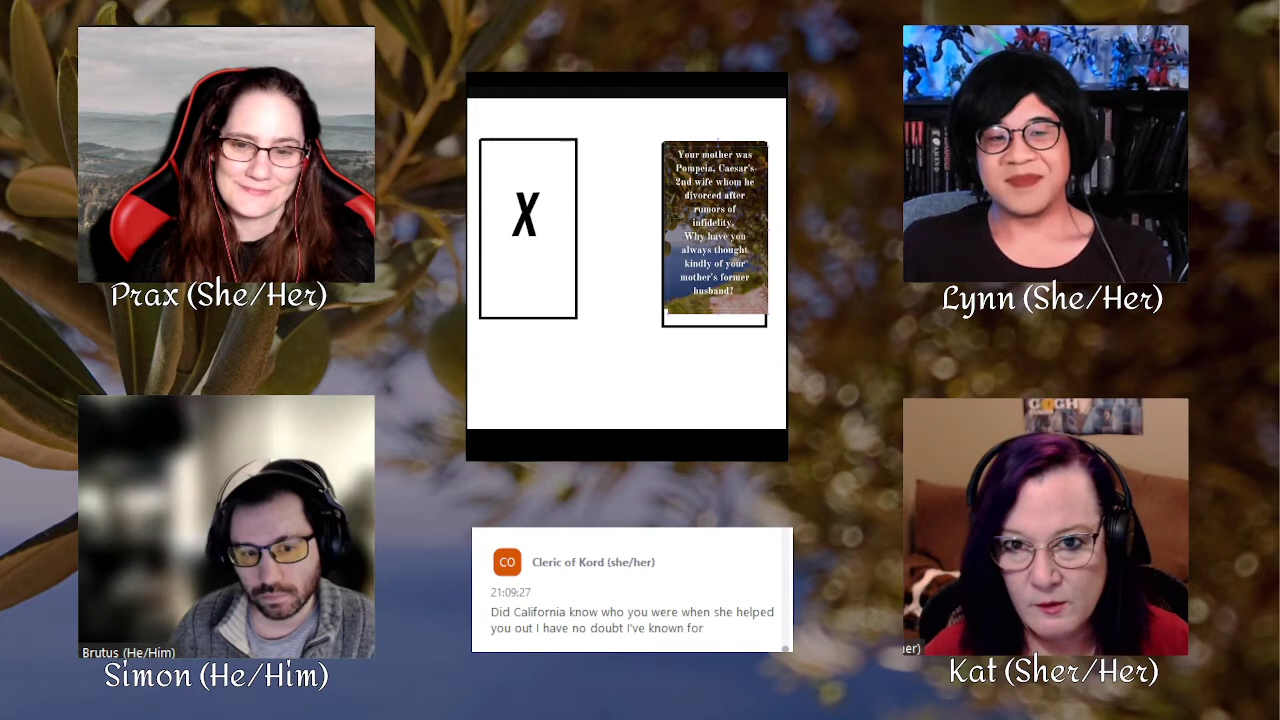 Prax (She/Her)
X
Your mother was
Pompeia, Caesar's
2nd wife whom he
divorced after
rumors of
infidelity.
Why have you
always thought
kindly of your
mother's former
husband?
Lynn (She/Her)
Brutus (He/Him)
Simon (He/Him)
CO
Cleric of Kord (she/her)
21:09:27
Did California know who you were when she helped
you out I have no doubt I've known for
GOGH
her)
Kat (Sher/Her)